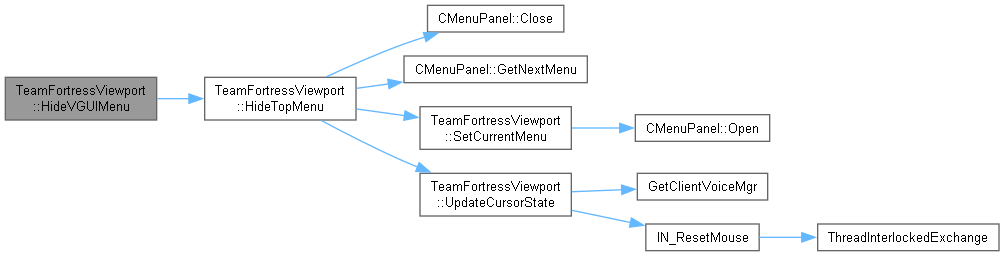 CMenuPanel::Close
TeamFortressViewport
::HideVGUIMenu
TeamFortressViewport
::HideTopMenu
CMenuPanel::GetNextMenu
TeamFortressViewport
::SetCurrentMenu
CMenuPanel::Open
TeamFortressViewport
::UpdateCursorState
GetClientVoiceMgr
IN_ResetMouse
ThreadInterlockedExchange